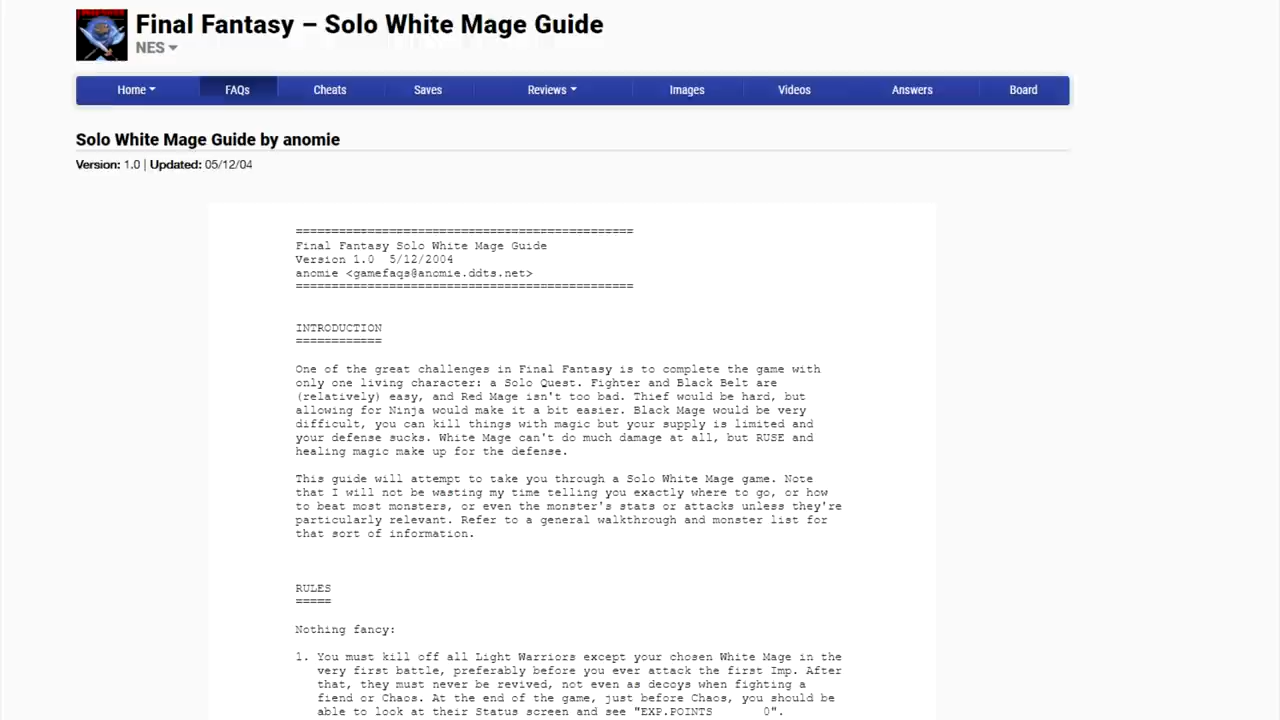 Final Fantasy – Solo White Mage Guide
NES
Home FAQs Cheats Saves Reviews Images Videos Answers Board
Solo White Mage Guide by anomie
Version: 1.0 | Updated: 05/12/04
===============================================
Final Fantasy Solo White Mage Guide
Version 1.0  5/12/2004
anomie <gamefaqs@anomie.ddts.net>
===============================================
INTRODUCTION
============
One of the great challenges in Final Fantasy is to complete the game with
only one living character: a Solo Quest. Fighter and Black Belt are
(relatively) easy, and Red Mage isn't too bad. Thief would be hard, but
allowing for Ninja would make it a bit easier. Black Mage would be very
difficult, you can kill things with magic but your supply is limited and
your defense sucks. White Mage can't do much damage at all, but RUSE and
healing magic make up for the defense.
This guide will attempt to take you through a Solo White Mage game. Note
that I will not be wasting my time telling you exactly where to go, or how
to beat most monsters, or even the monster's stats or attacks unless they're
particularly relevant. Refer to a general walkthrough and monster list for
that sort of information.
RULES
=====
Nothing fancy:
1. You must kill off all Light Warriors except your chosen White Mage in the
very first battle, preferably before you ever attack the first Imp. After
that, they must never be revived, not even as decoys when fighting a
fiend or Chaos. At the end of the game, just before Chaos, you should be
able to look at their Status screen and see "EXP.POINTS      0".